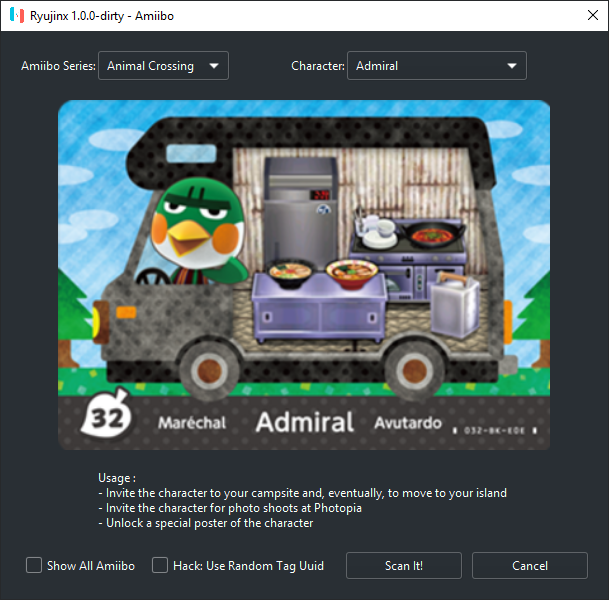 Ryujinx 1.0.0-dirty - Amiibo
Amiibo Series: Animal Crossing Character: Admiral
32 Maréchal Admiral Avutardo 032-BK-EOE
Usage :
- Invite the character to your campsite and, eventually, to move to your island
- Invite the character for photo shoots at Photopia
- Unlock a special poster of the character
Show All Amiibo Hack: Use Random Tag Uuid Scan It! Cancel